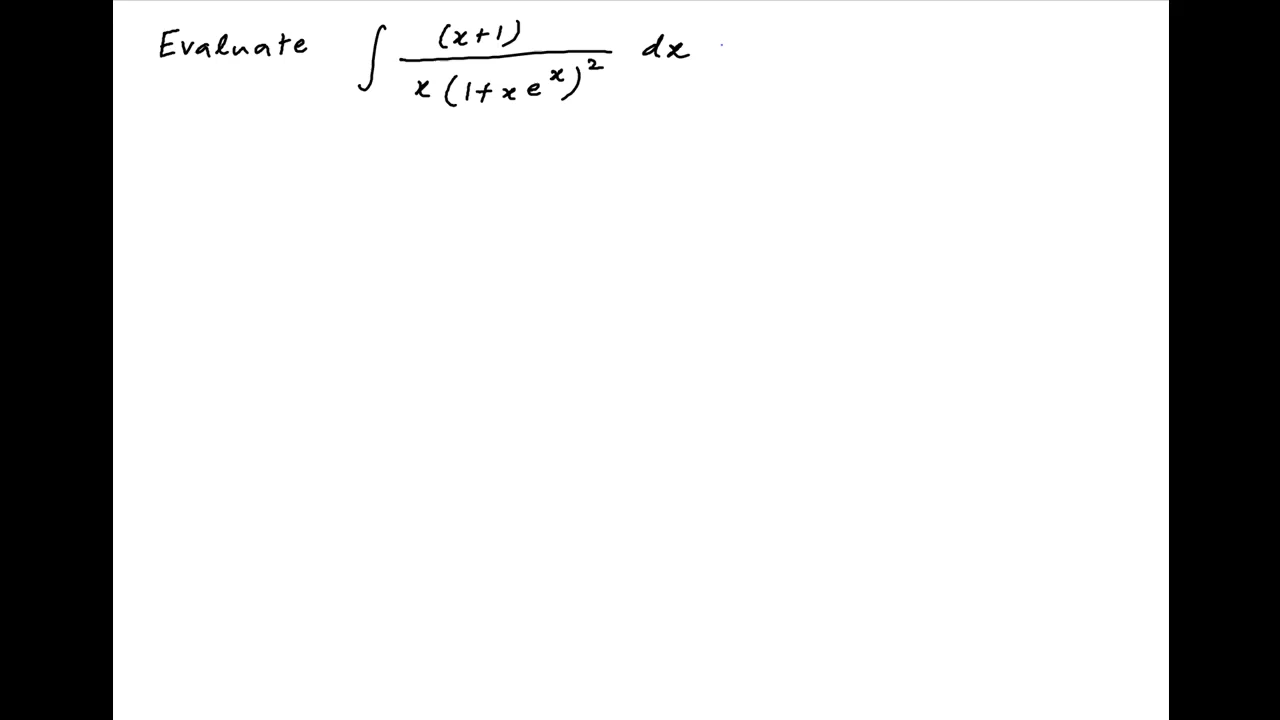 Evaluate ∫ (x+1) / x(1+xe^x)^2 dx